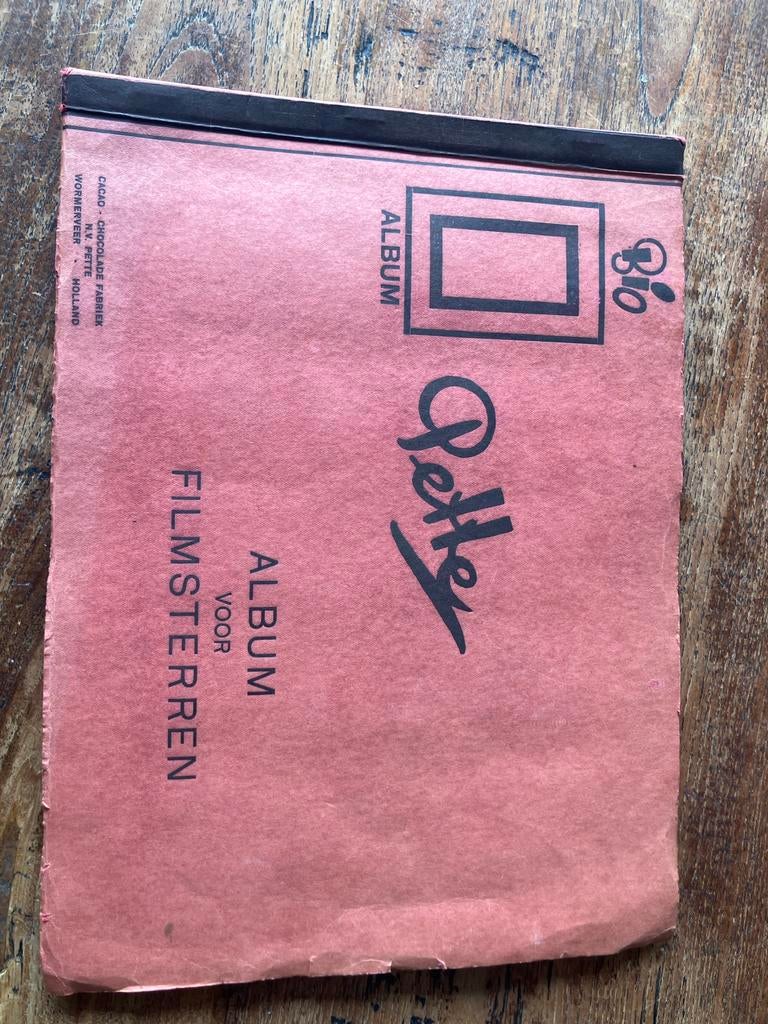 Bio
ALBUM
Pette
ALBUM
VOOR
FILMSTERREN
CACAO - CHOCOLADE FABRIEK
N.V. PETTE
WORMERVEER - HOLLAND